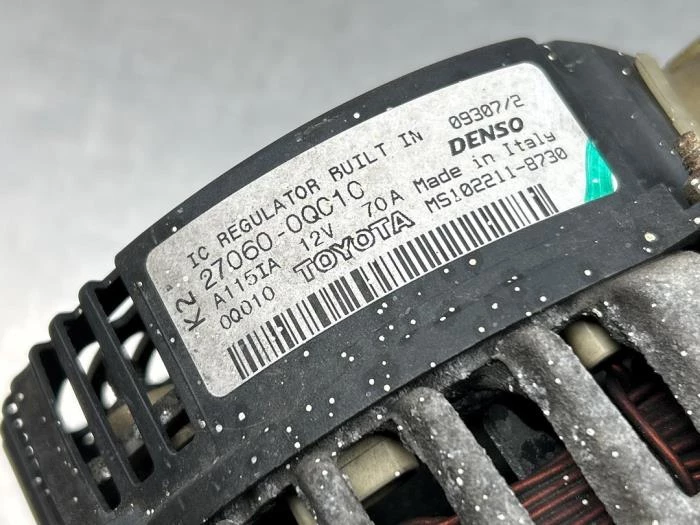 IC REGULATOR BUILT IN 09307/2
K2 27060-0Q010 DENSO
A115IA 12V 70A Made in Italy
0Q010 TOYOTA MS102211-8730